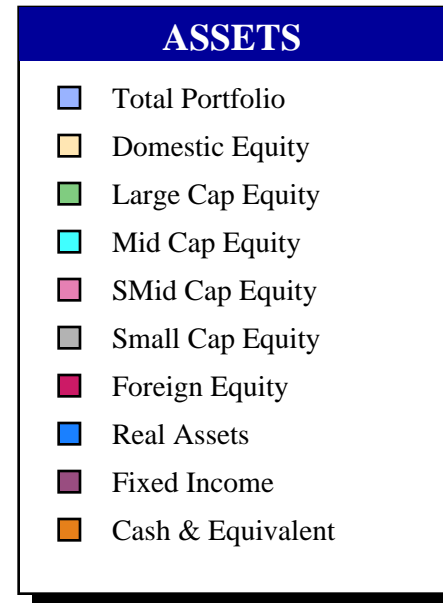 ASSETS
Total Portfolio
Domestic Equity
Large Cap Equity
Mid Cap Equity
SMid Cap Equity
Small Cap Equity
Foreign Equity
Real Assets
Fixed Income
Cash & Equivalent